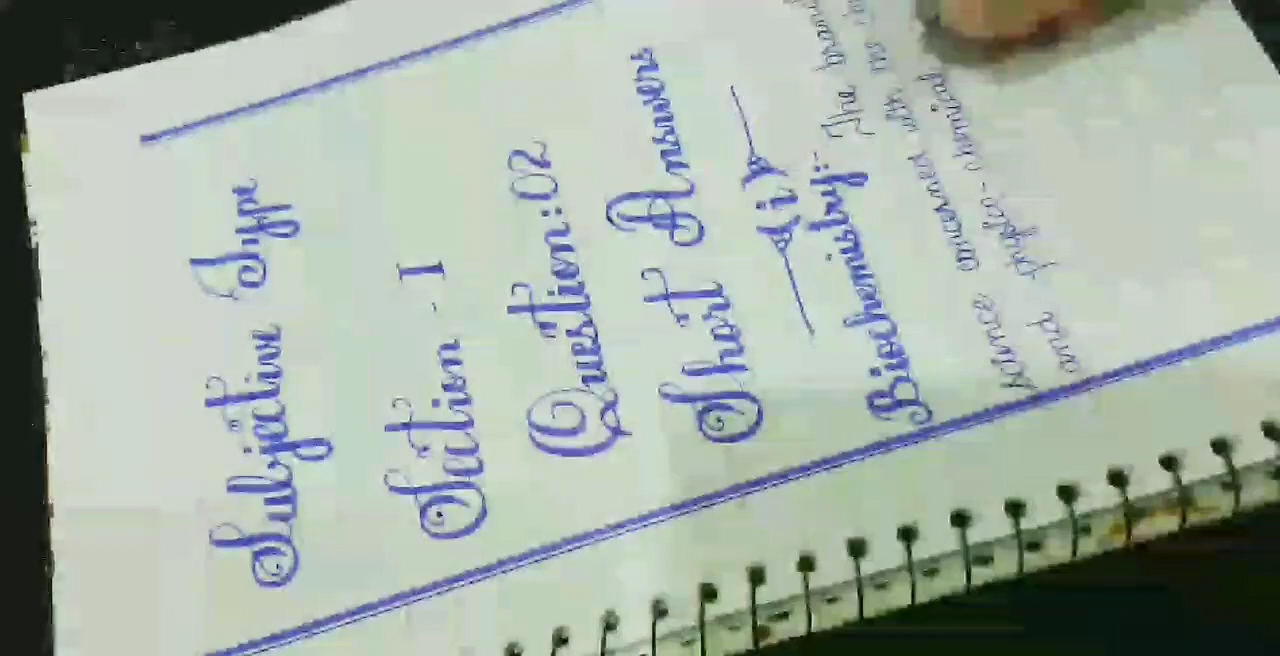 Subjective Type
Section - I
Question:02
Short Answers
(i)
Biochemistry:- The branch
science concerned with
and physico-chemical